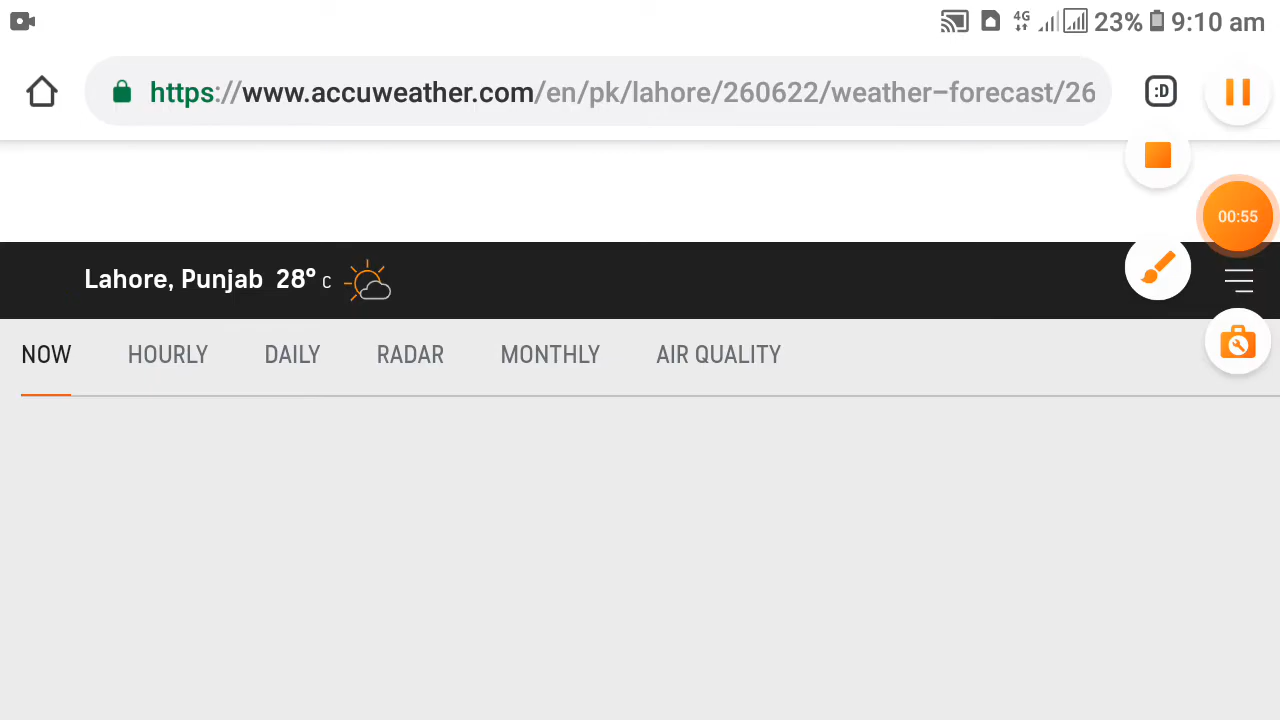 4G 23% 9:10 am
https://www.accuweather.com/en/pk/lahore/260622/weather-forecast/26 :D
00:55
Lahore, Punjab 28° C
NOW HOURLY DAILY RADAR MONTHLY AIR QUALITY